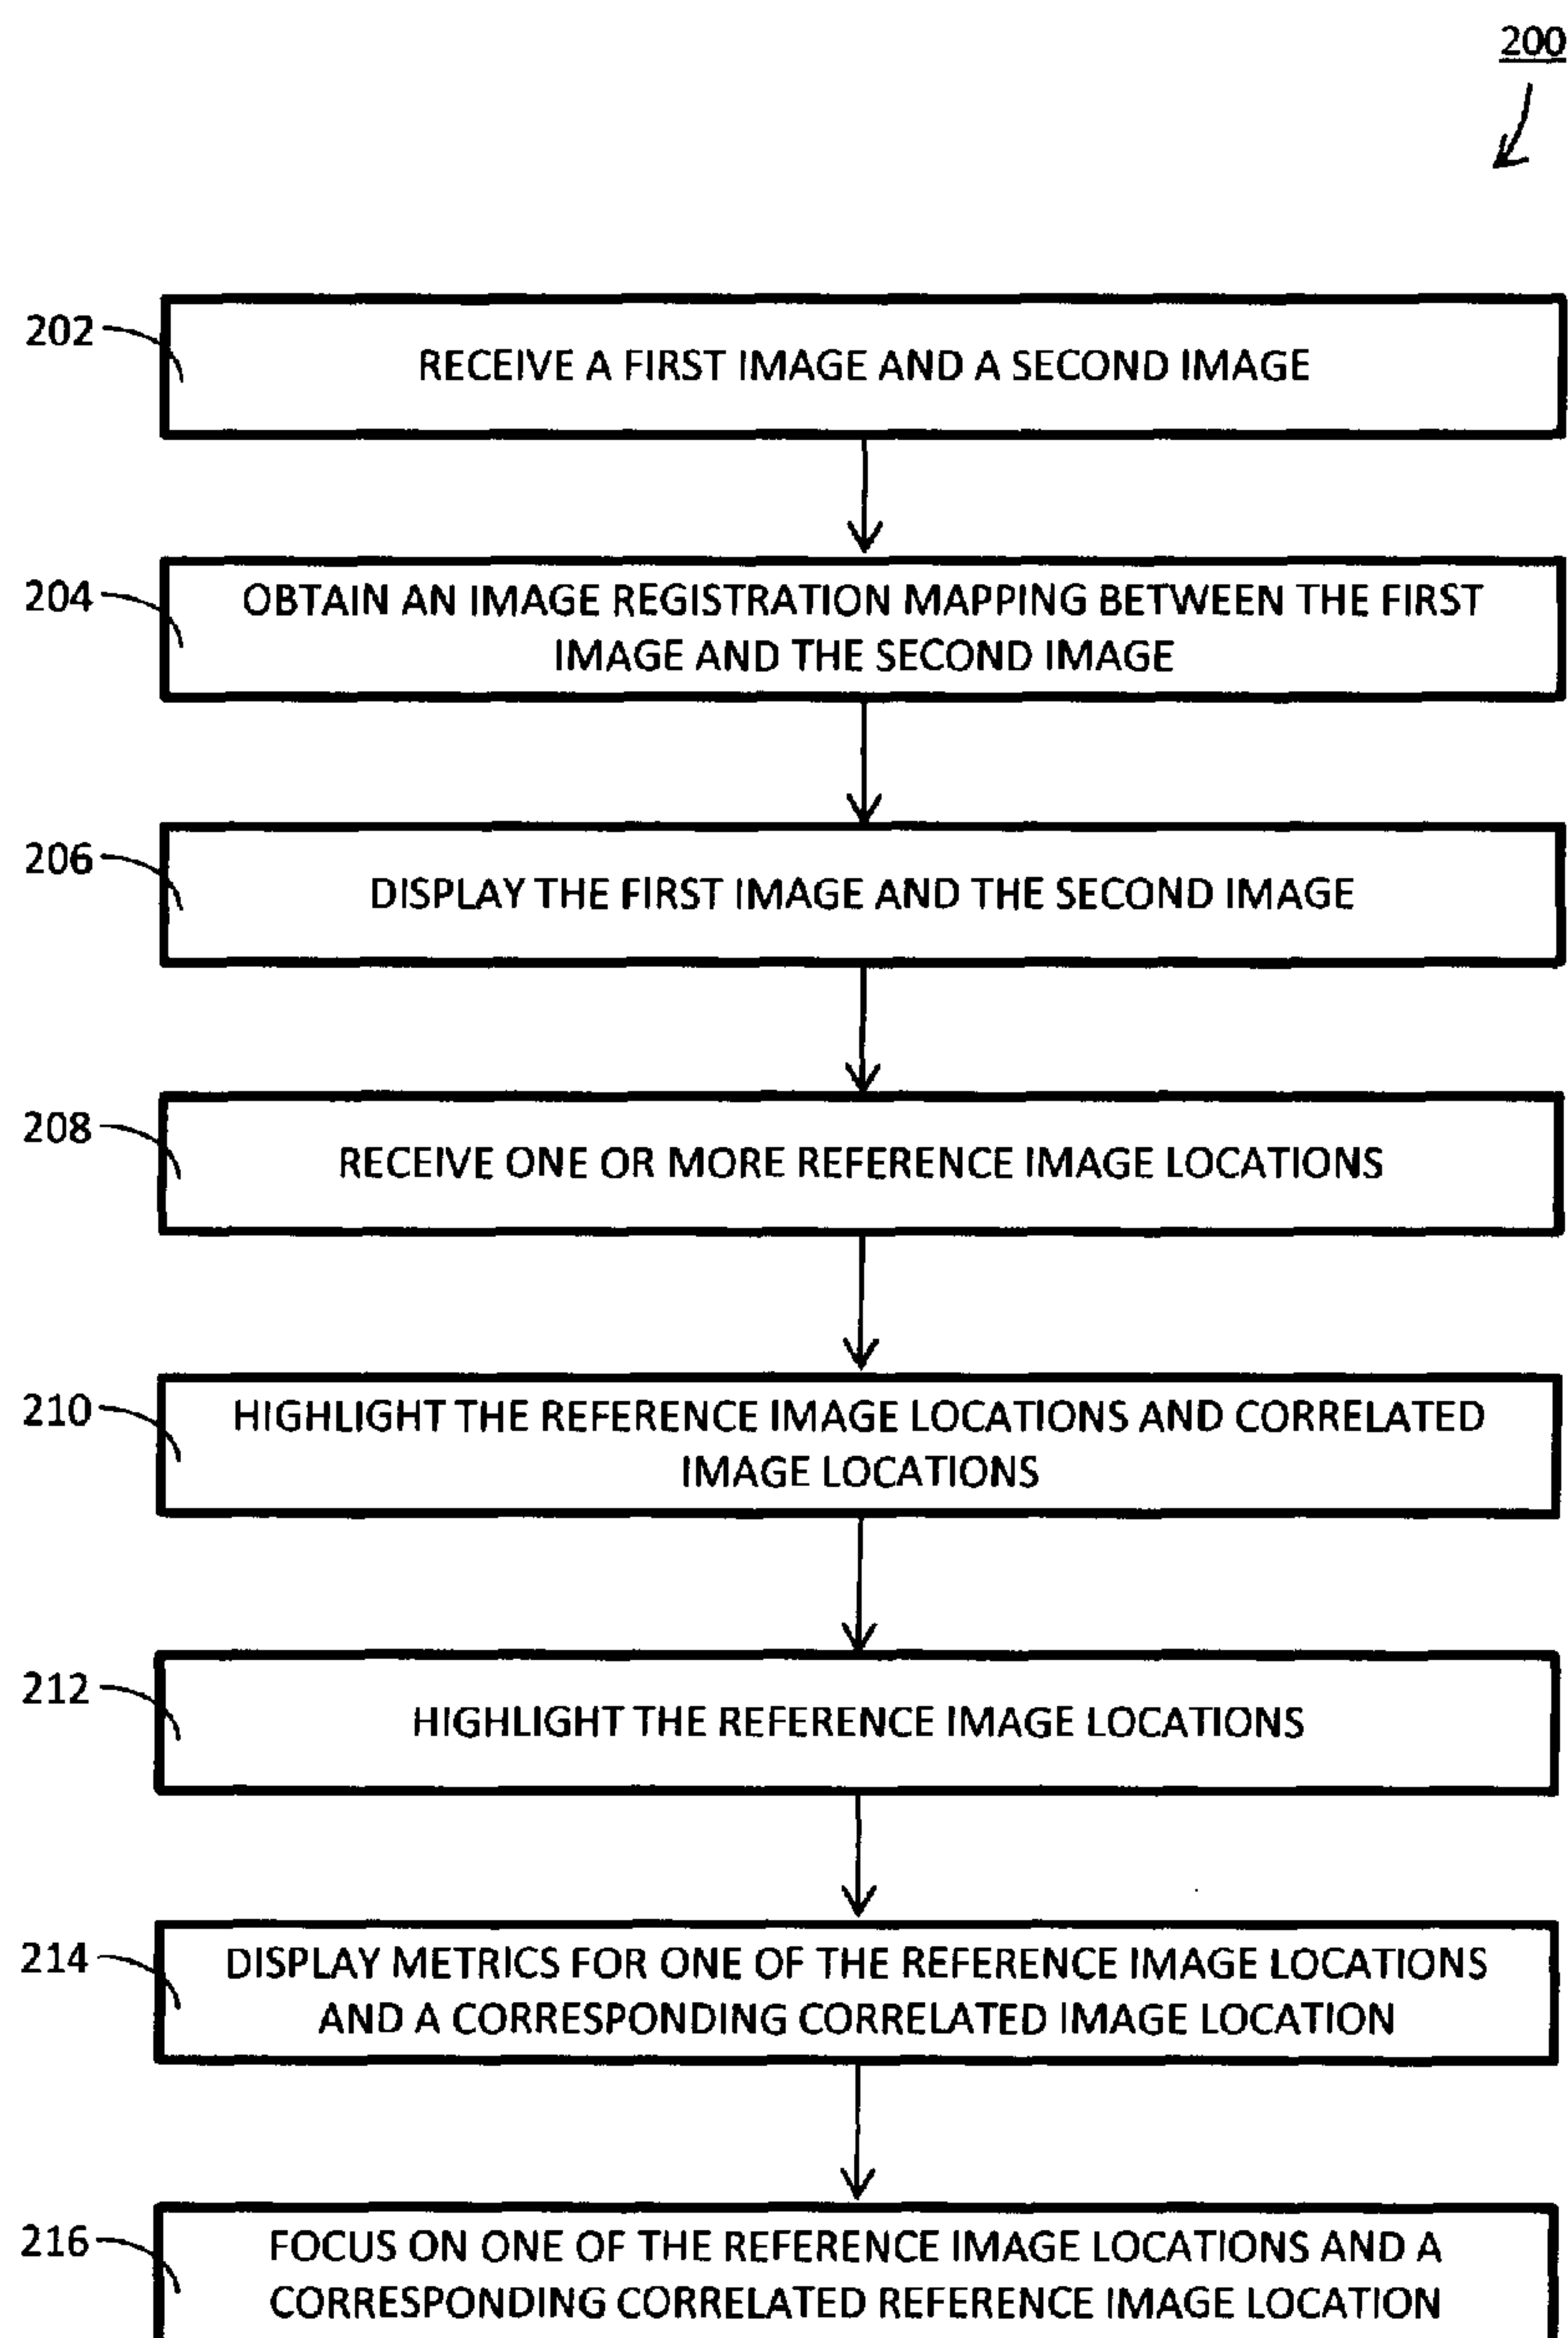 200
202
RECEIVE A FIRST IMAGE AND A SECOND IMAGE
204
OBTAIN AN IMAGE REGISTRATION MAPPING BETWEEN THE FIRST
IMAGE AND THE SECOND IMAGE
206
DISPLAY THE FIRST IMAGE AND THE SECOND IMAGE
208
RECEIVE ONE OR MORE REFERENCE IMAGE LOCATIONS
210
HIGHLIGHT THE REFERENCE IMAGE LOCATIONS AND CORRELATED
IMAGE LOCATIONS
212
HIGHLIGHT THE REFERENCE IMAGE LOCATIONS
214
DISPLAY METRICS FOR ONE OF THE REFERENCE IMAGE LOCATIONS
AND A CORRESPONDING CORRELATED IMAGE LOCATION
216
FOCUS ON ONE OF THE REFERENCE IMAGE LOCATIONS AND A
CORRESPONDING CORRELATED REFERENCE IMAGE LOCATION